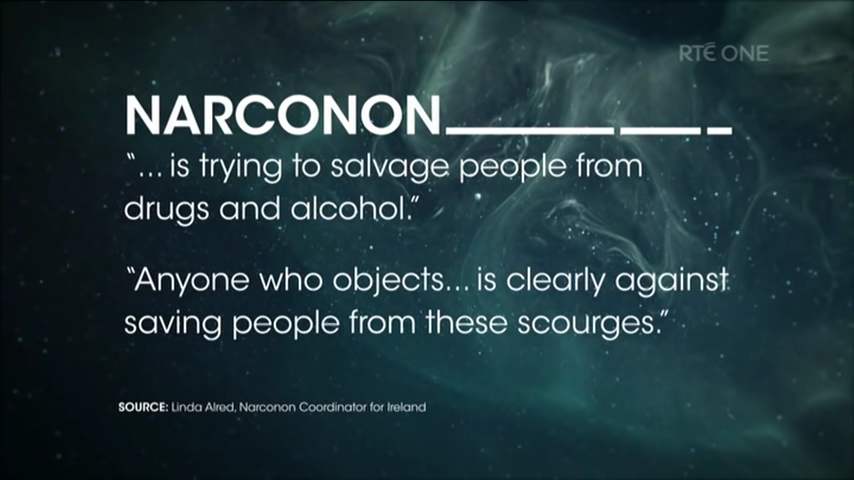 RTÉ ONE
NARCONON
“... is trying to salvage people from
drugs and alcohol.”
“Anyone who objects... is clearly against
saving people from these scourges.”
SOURCE: Linda Alred, Narconon Coordinator for Ireland